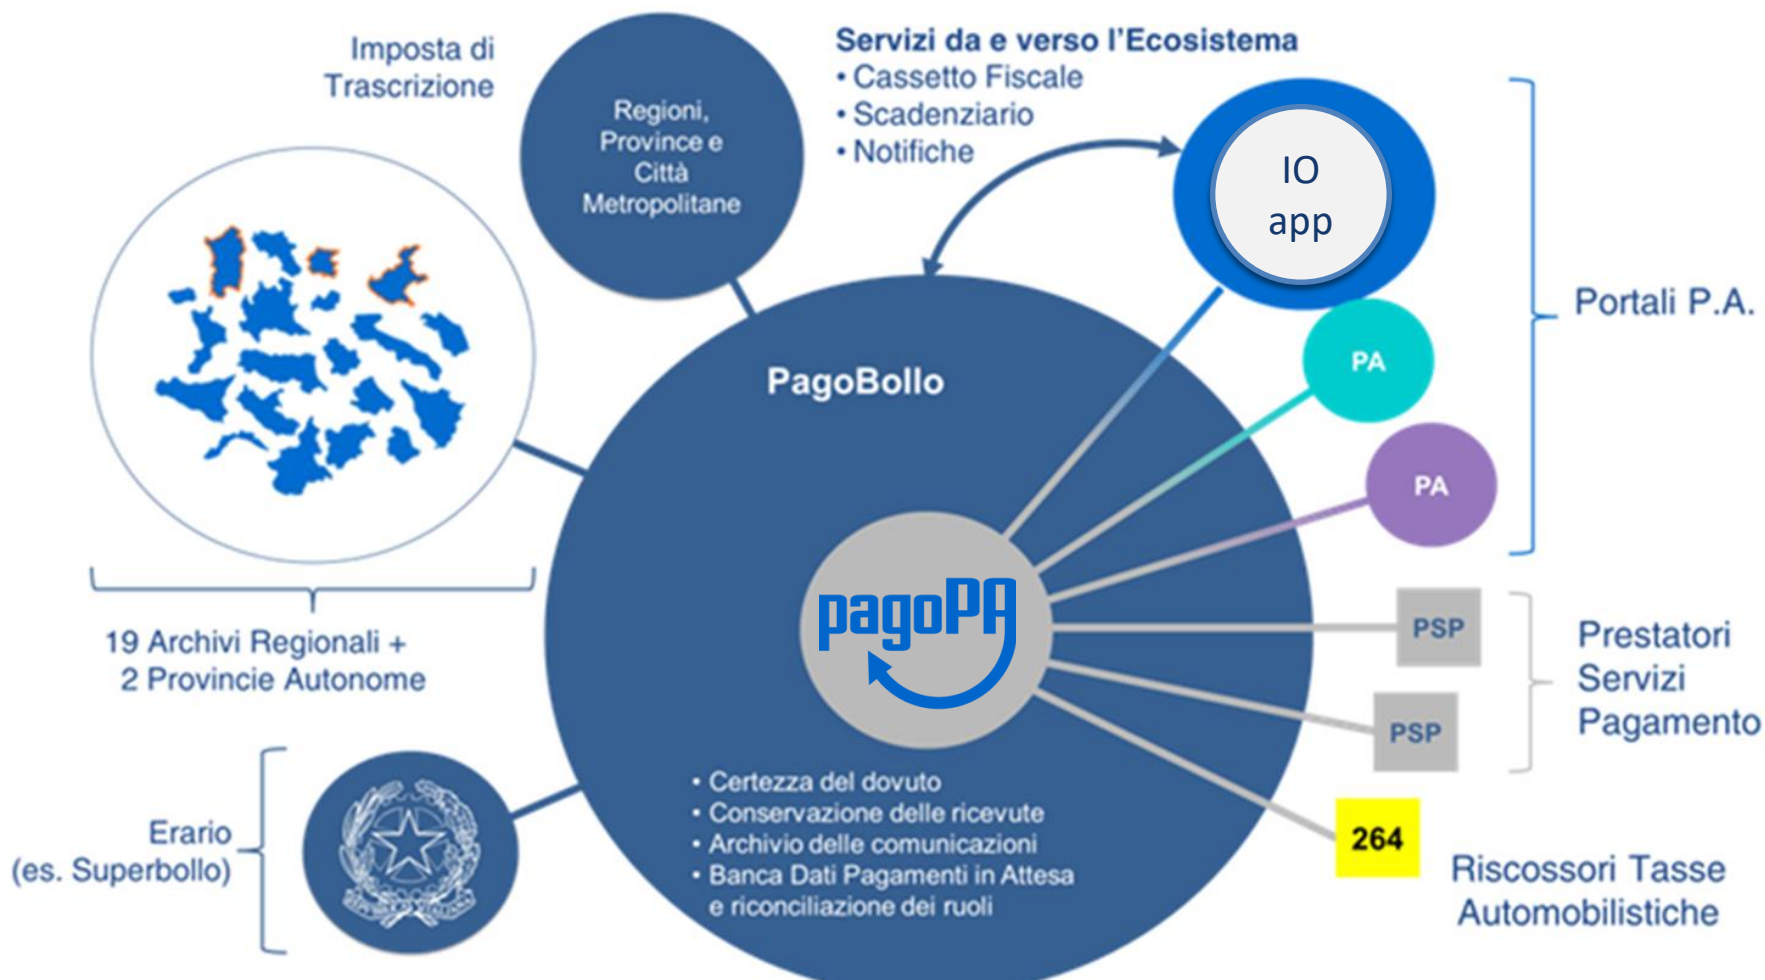 Imposta di
Trascrizione
Regioni,
Province e
Città
Metropolitane
Servizi da e verso l'Ecosistema
• Cassetto Fiscale
• Scadenziario
• Notifiche
IO
app
Portali P.A.
PA
PA
PagoBollo
pagoPA
19 Archivi Regionali +
2 Provincie Autonome
PSP
PSP
Prestatori
Servizi
Pagamento
Erario
(es. Superbollo)
• Certezza del dovuto
• Conservazione delle ricevute
• Archivio delle comunicazioni
• Banca Dati Pagamenti in Attesa
e riconciliazione dei ruoli
264
Riscossori Tasse
Automobilistiche